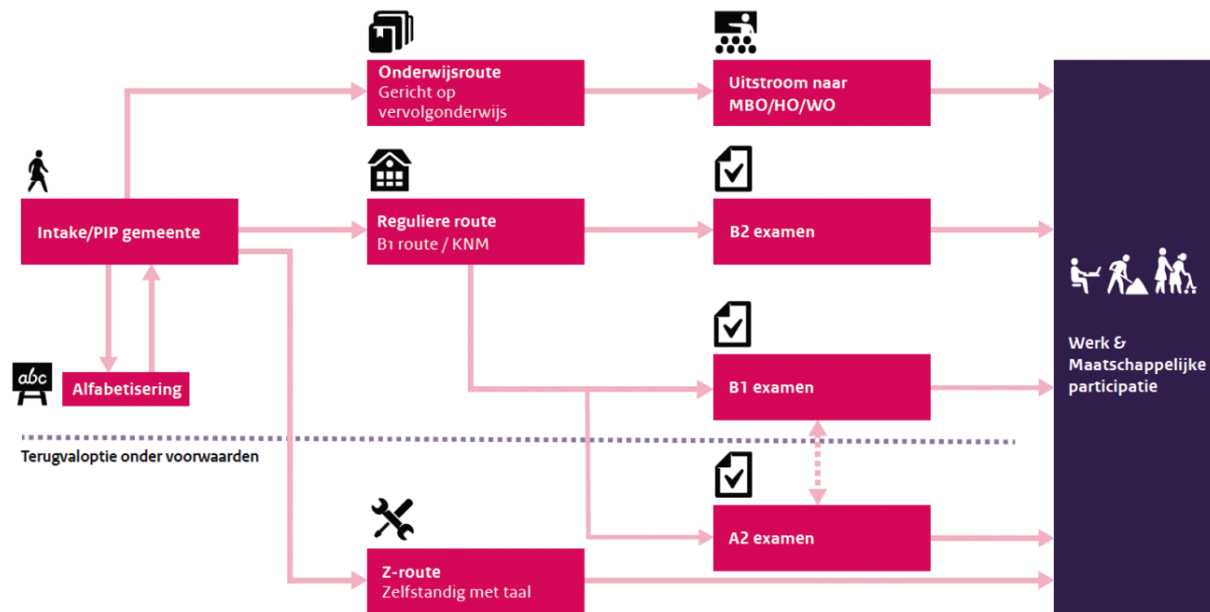 Onderwijsroute
Gericht op
vervolgonderwijs
Uitstroom naar
MBO/HO/WO
Intake/PIP gemeente
Reguliere route
B1 route / KNM
B2 examen
abc
Alfabetisering
B1 examen
Werk &
Maatschappelijke
participatie
Terugvaloptie onder voorwaarden
A2 examen
Z-route
Zelfstandig met taal